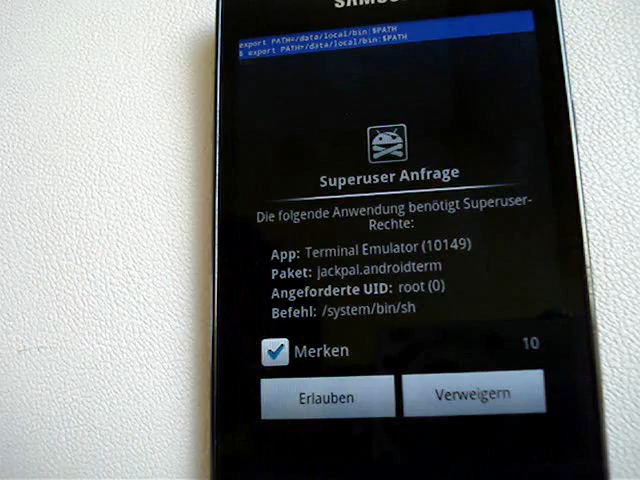 SAMSUNG
export PATH=/data/local/bin:$PATH
$ export PATH=/data/local/bin:$PATH
Superuser Anfrage
Die folgende Anwendung benötigt Superuser-
Rechte:
App: Terminal Emulator (10149)
Paket: jackpal.androidterm
Angeforderte UID: root (0)
Befehl: /system/bin/sh
Merken 10
Erlauben Verweigern